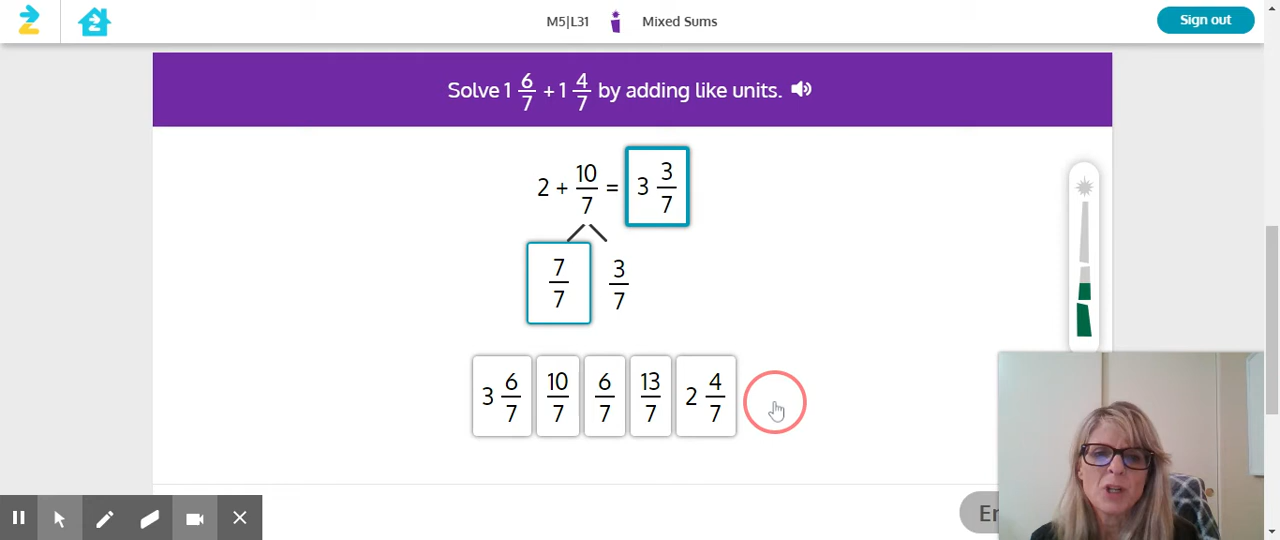 M5|L31 Mixed Sums
Sign out
Solve 1 6/7 + 1 4/7 by adding like units.
2 + 10/7 = 3 3/7
7/7 3/7
3 6/7 10/7 6/7 13/7 2 4/7